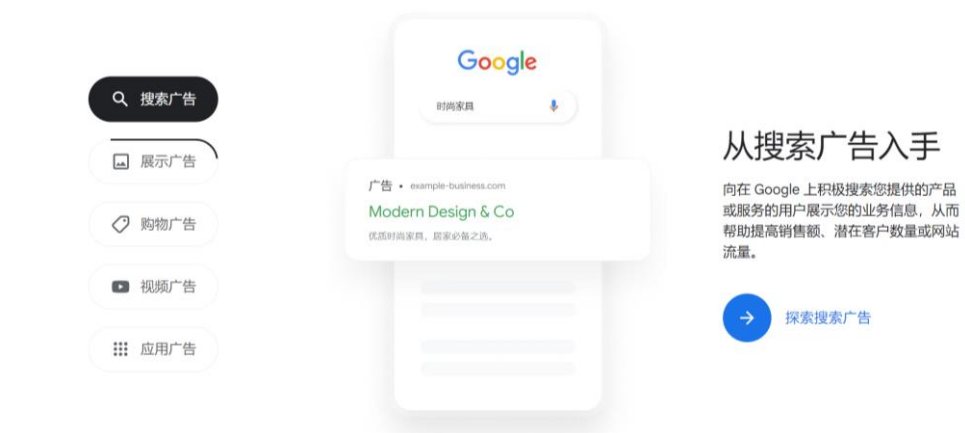 搜索广告
展示广告
购物广告
视频广告
应用广告
Google
时尚家具
广告 • example-business.com
Modern Design & Co
优质时尚家具，居家必备之选。
从搜索广告入手
向在 Google 上积极搜索您提供的产品
或服务的用户展示您的业务信息，从而
帮助提高销售额、潜在客户数量或网站
流量。
探索搜索广告